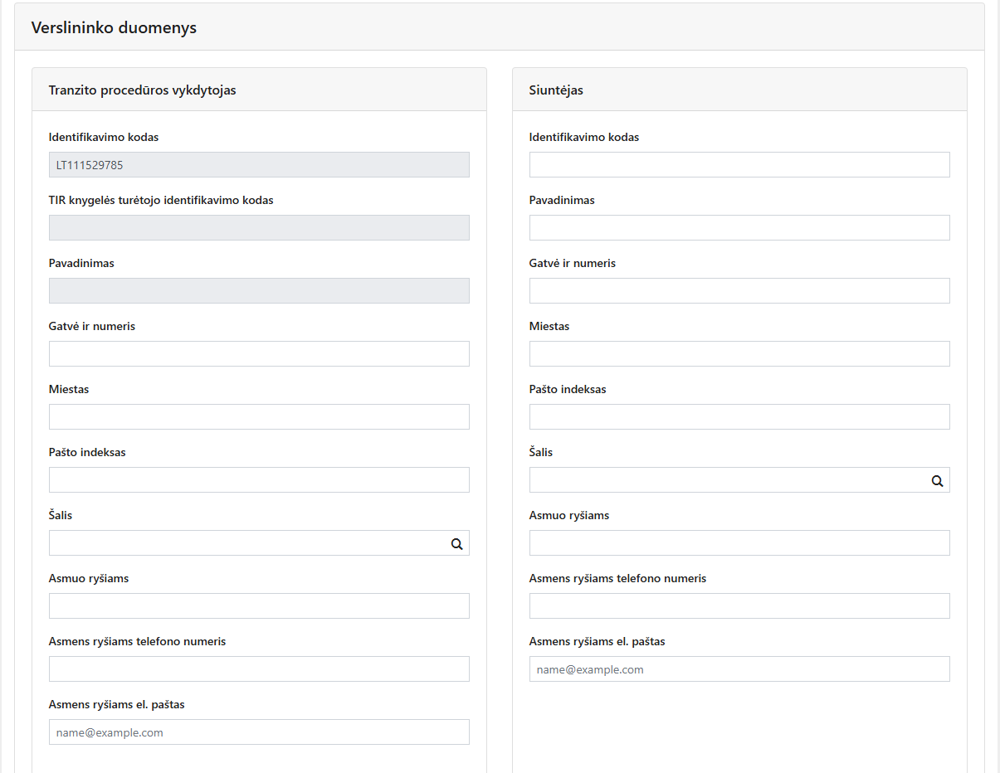 Verslininko duomenys
Tranzito procedūros vykdytojas
Identifikavimo kodas
LT111529785
TIR knygelės turėtojo identifikavimo kodas
Pavadinimas
Gatvė ir numeris
Miestas
Pašto indeksas
Šalis
Asmuo ryšiams
Asmens ryšiams telefono numeris
Asmens ryšiams el. paštas
name@example.com
Siuntėjas
Identifikavimo kodas
Pavadinimas
Gatvė ir numeris
Miestas
Pašto indeksas
Šalis
Asmuo ryšiams
Asmens ryšiams telefono numeris
Asmens ryšiams el. paštas
name@example.com